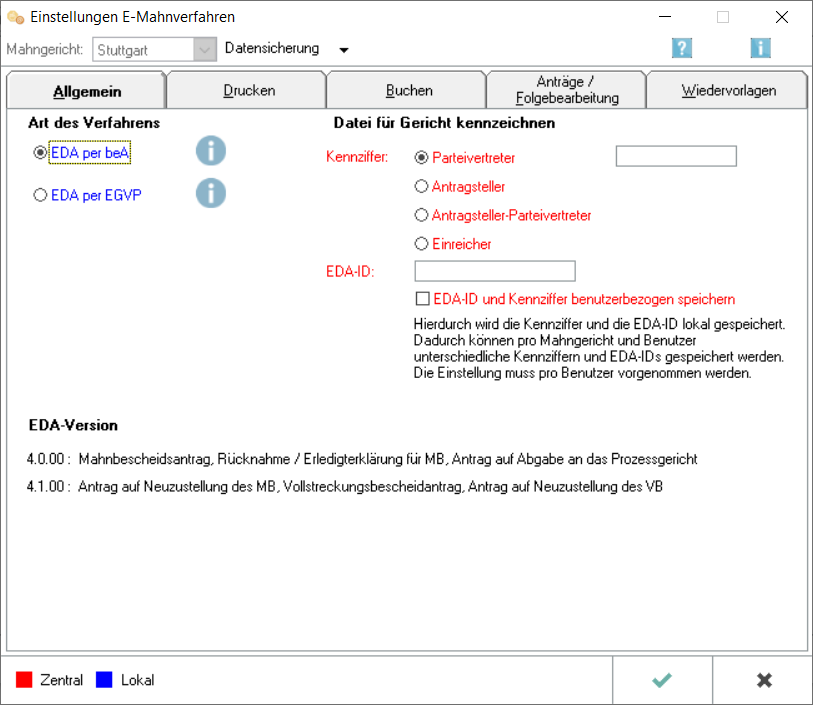 Einstellungen E-Mahnverfahren
Mahngericht: Stuttgart Datensicherung ? i
Allgemein Drucken Buchen Anträge / Folgebearbeitung Wiedervorlagen
Art des Verfahrens Datei für Gericht kennzeichnen
EDA per beA i Kennziffer: Parteivertreter
Antragsteller
EDA per EGVP i
Antragsteller-Parteivertreter
Einreicher
EDA-ID:
EDA-ID und Kennziffer benutzerbezogen speichern
Hierdurch wird die Kennziffer und die EDA-ID lokal gespeichert.
Dadurch können pro Mahngericht und Benutzer
unterschiedliche Kennziffern und EDA-IDs gespeichert werden.
Die Einstellung muss pro Benutzer vorgenommen werden.
EDA-Version
4.0.00 : Mahnbescheidsantrag, Rücknahme / Erledigterklärung für MB, Antrag auf Abgabe an das Prozessgericht
4.1.00 : Antrag auf Neuzustellung des MB, Vollstreckungsbescheidantrag, Antrag auf Neuzustellung des VB
Zentral Lokal